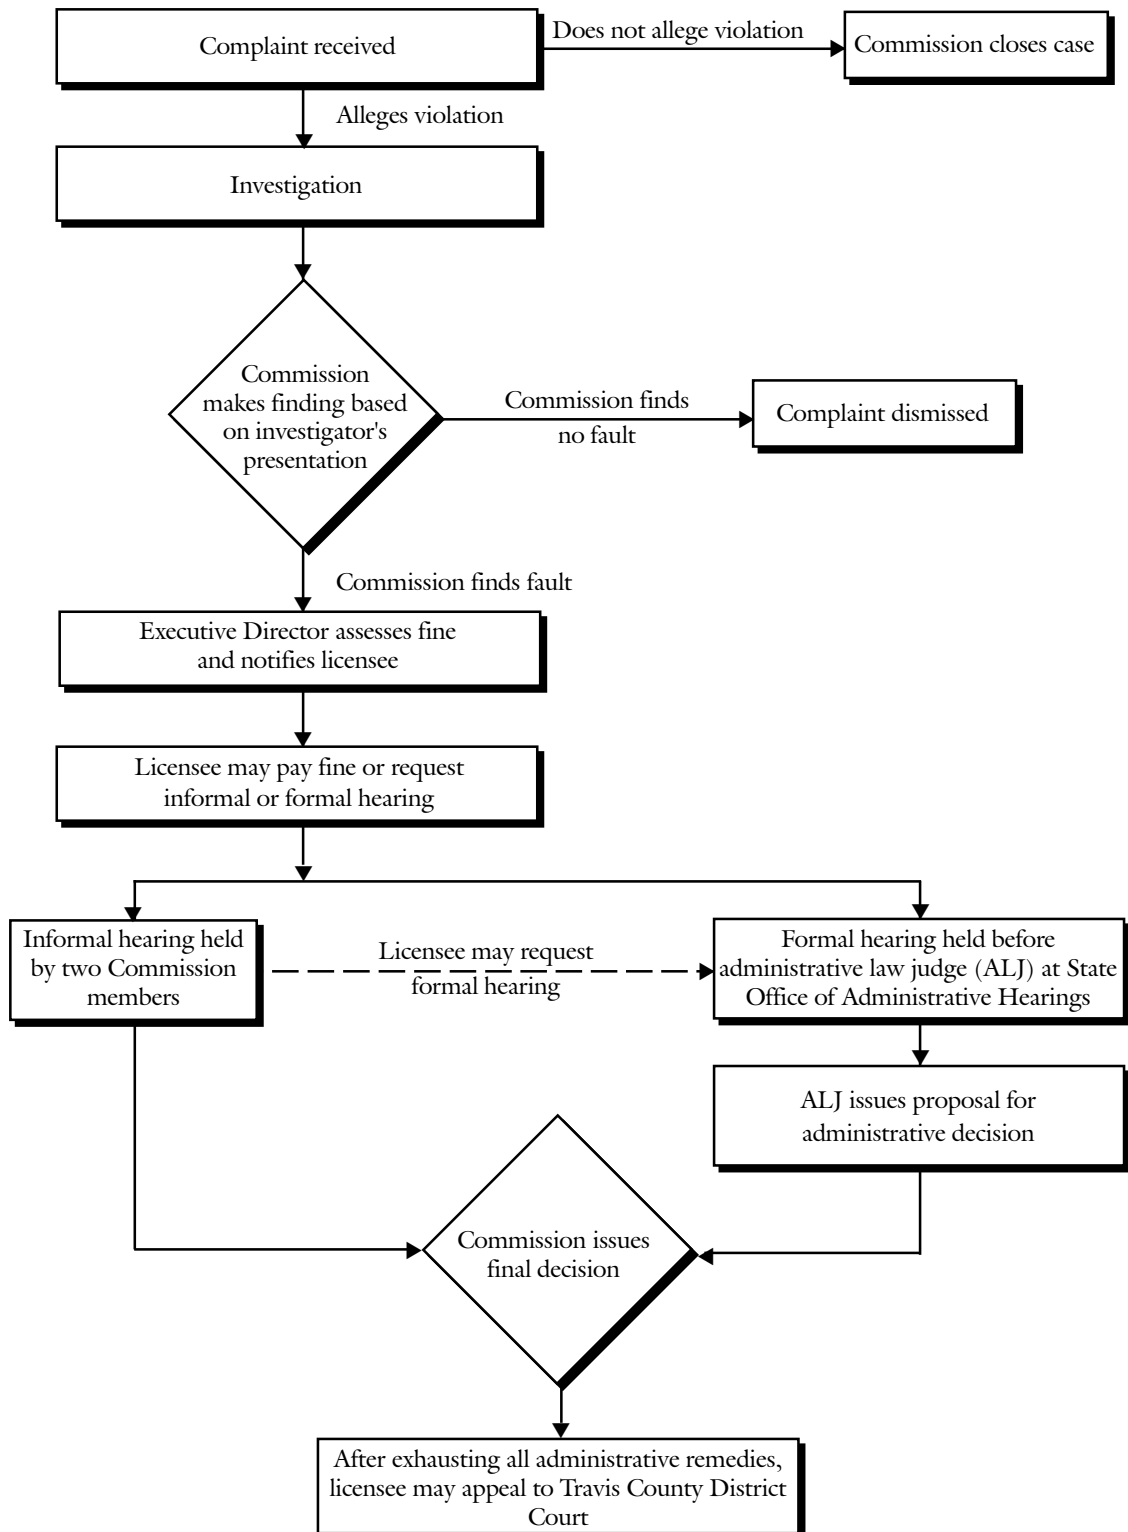 Complaint received
Does not allege violation
Commission closes case
Alleges violation
Investigation
Commission
makes finding based
on investigator's
presentation
Commission finds
no fault
Complaint dismissed
Commission finds fault
Executive Director assesses fine
and notifies licensee
Licensee may pay fine or request
informal or formal hearing
Informal hearing held
by two Commission
members
Licensee may request
formal hearing
Formal hearing held before
administrative law judge (ALJ) at State
Office of Administrative Hearings
ALJ issues proposal for
administrative decision
Commission issues
final decision
After exhausting all administrative remedies,
licensee may appeal to Travis County District
Court